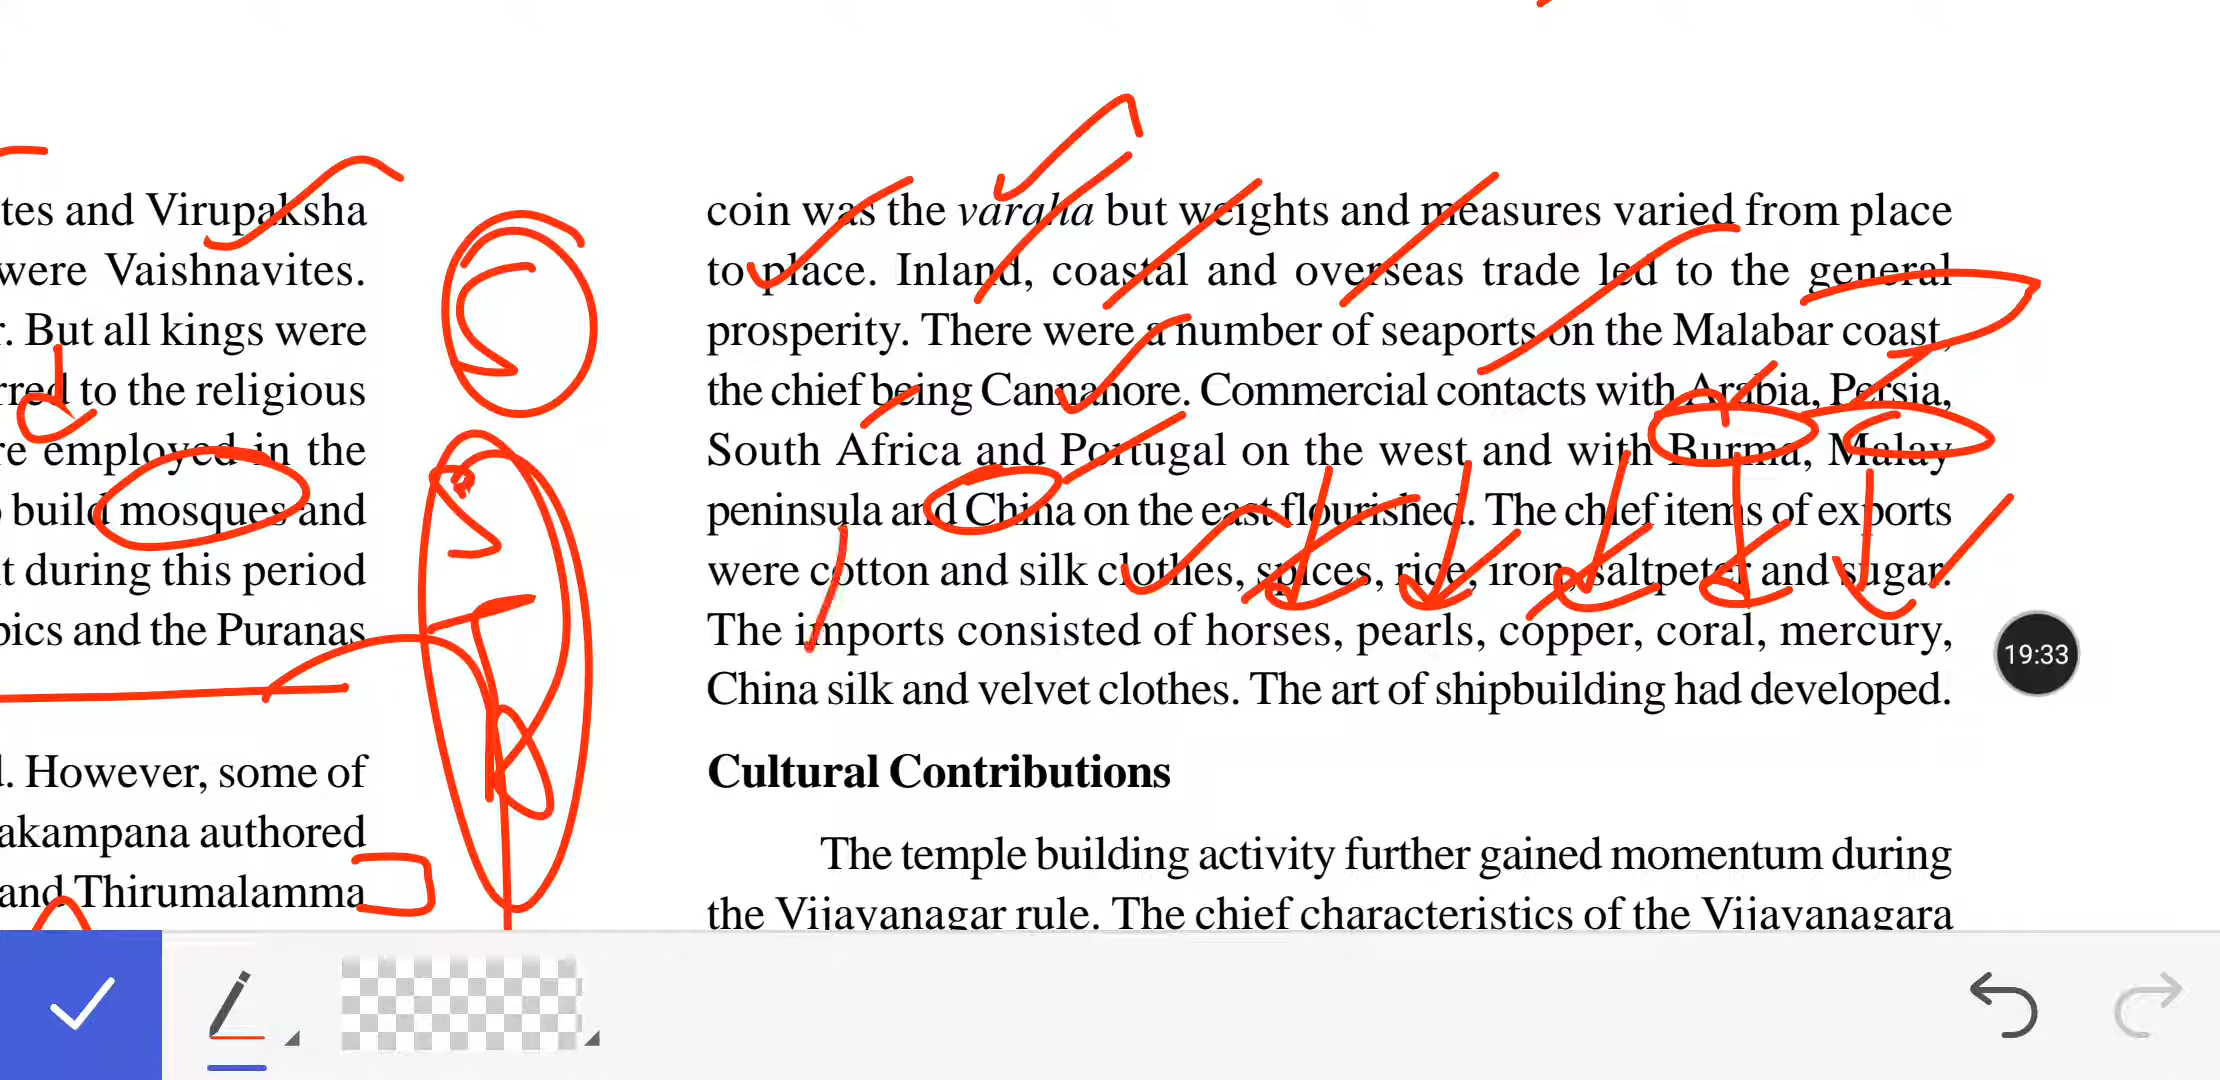 tes and Virupaksha
were Vaishnavites.
r. But all kings were
rred to the religious
re employed in the
build mosques and
t during this period
pics and the Puranas
d. However, some of
akampana authored
and Thirumalamma
coin was the varaha but weights and measures varied from place
to place. Inland, coastal and overseas trade led to the general
prosperity. There were a number of seaports on the Malabar coast,
the chief being Cannanore. Commercial contacts with Arabia, Persia,
South Africa and Portugal on the west and with Burma, Malay
peninsula and China on the east flourished. The chief items of exports
were cotton and silk clothes, spices, rice, iron, saltpeter and sugar.
The imports consisted of horses, pearls, copper, coral, mercury,
China silk and velvet clothes. The art of shipbuilding had developed.
Cultural Contributions
The temple building activity further gained momentum during
the Vijayanagar rule. The chief characteristics of the Vijayanagara
19:33